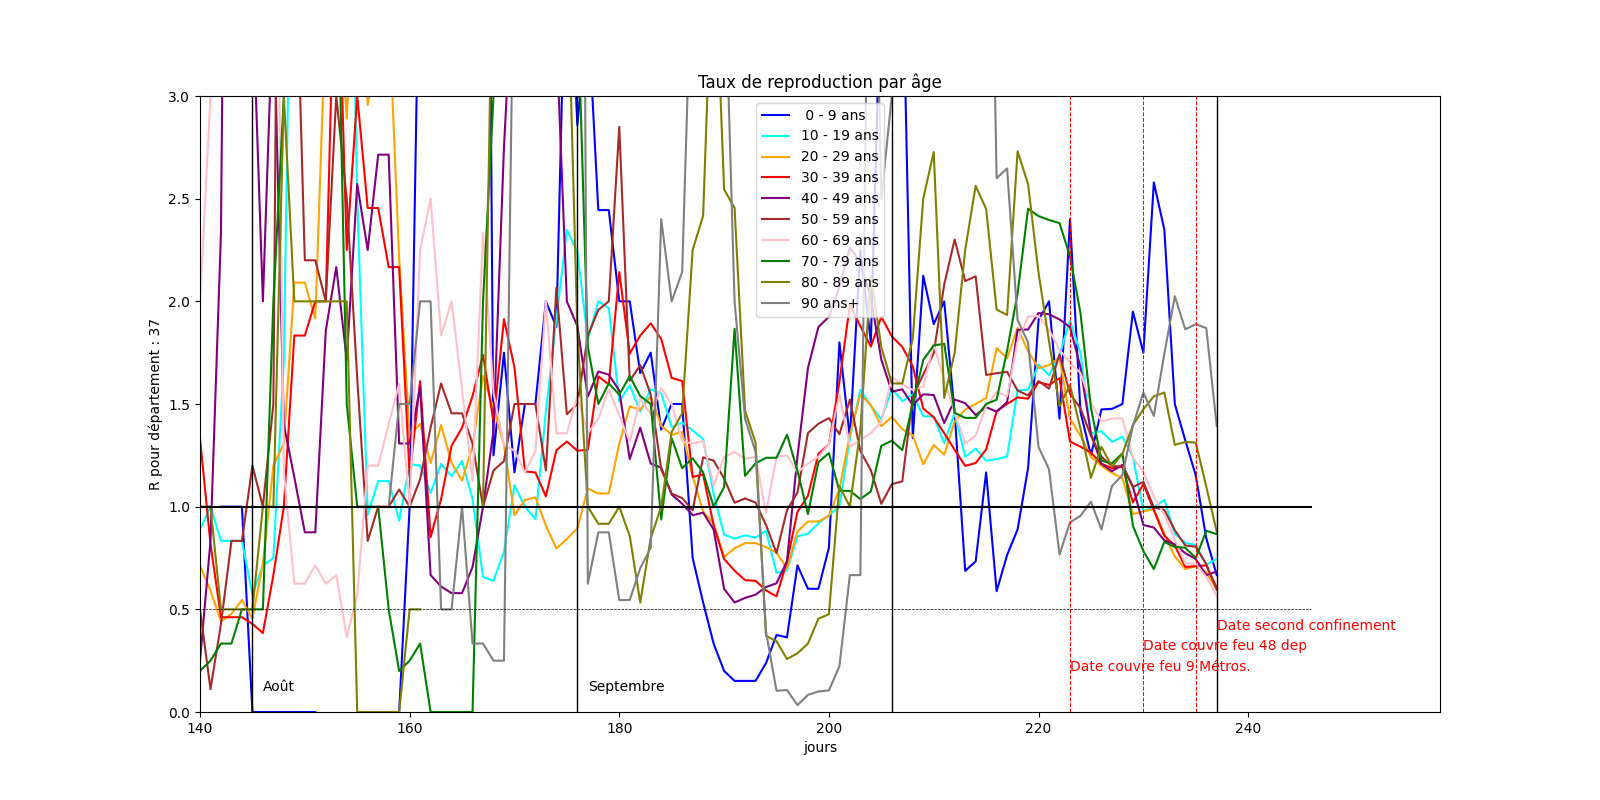 Taux de reproduction par âge
R pour département : 37
3.0
2.5
2.0
1.5
1.0
0.5
0.0
0 - 9 ans
10 - 19 ans
20 - 29 ans
30 - 39 ans
40 - 49 ans
50 - 59 ans
60 - 69 ans
70 - 79 ans
80 - 89 ans
90 ans+
Date second confinement
Date couvre feu 48 dep
Date couvre feu 9 Métros.
Août
Septembre
140
160
180
200
220
240
jours